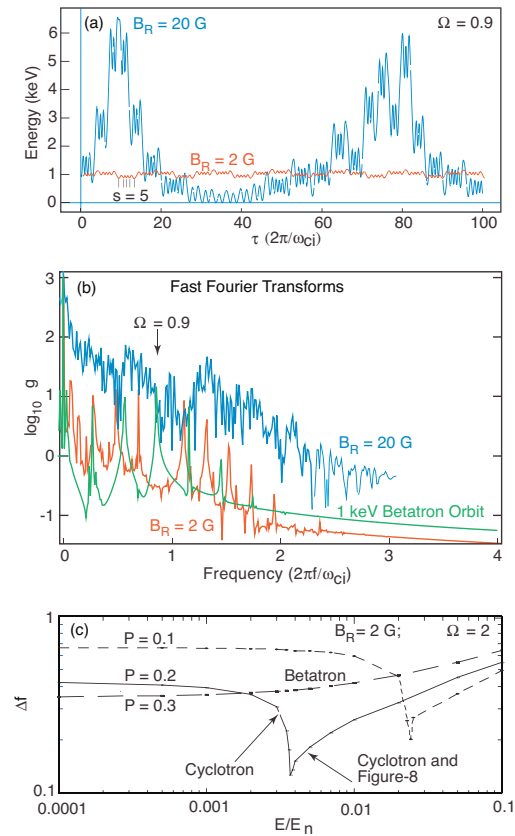 (a)
B_R = 20 G
Ω = 0.9
Energy (keV)
6
5
4
3
2
1
0
B_R = 2 G
s = 5
0 20 40 60 80 100
τ (2π/ω_ci)
(b)
Fast Fourier Transforms
Ω = 0.9
log₁₀ g
3
2
1
0
-1
B_R = 20 G
1 keV Betatron Orbit
B_R = 2 G
0 1 2 3 4
Frequency (2πf/ω_ci)
(c)
B_R = 2 G; Ω = 2
P = 0.1
P = 0.2
P = 0.3
Betatron
Cyclotron
Cyclotron and
Figure-8
Δf
1
0.1
0.0001 0.001 0.01 0.1
E/E_n